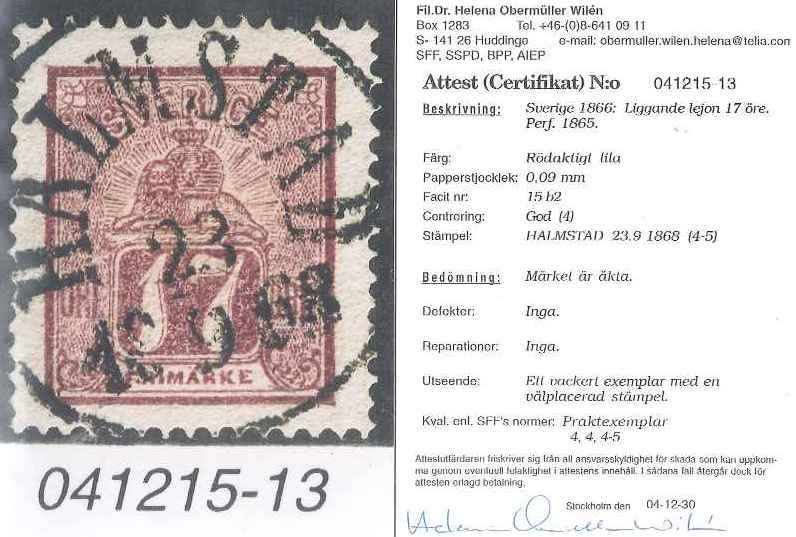 HALMSTAD
SVERIGE
23
9
1868
17
ÖRE
FRIMÄRKE
041215-13
Fil.Dr. Helena Obermüller Wilén
Box 1283 Tel. +46-(0)8-641 09 11
S- 141 26 Huddinge e-mail: obermuller.wilen.helena@telia.com
SFF, SSPD, BPP, AIEP
Attest (Certifikat) N:o 041215-13
Beskrivning: Sverige 1866: Liggande lejon 17 öre.
Perf. 1865.
Färg: Rödaktigt lila
Papperstjocklek: 0,09 mm
Facit nr: 15 b2
Centrering: God (4)
Stämpel: HALMSTAD 23.9 1868 (4-5)
Bedömning: Märket är äkta.
Defekter: Inga.
Reparationer: Inga.
Utseende: Ett vackert exemplar med en
välplacerad stämpel.
Kval. enl. SFF's normer: Praktexemplar
4, 4, 4-5
Attestutfärdaren friskriver sig från all ansvarsskyldighet för skada som kan uppkom-
ma genom eventuell felaktighet i attestens innehåll. I sådana fall återgår dock för
attesten erlagd betalning.
Stockholm den 04-12-30